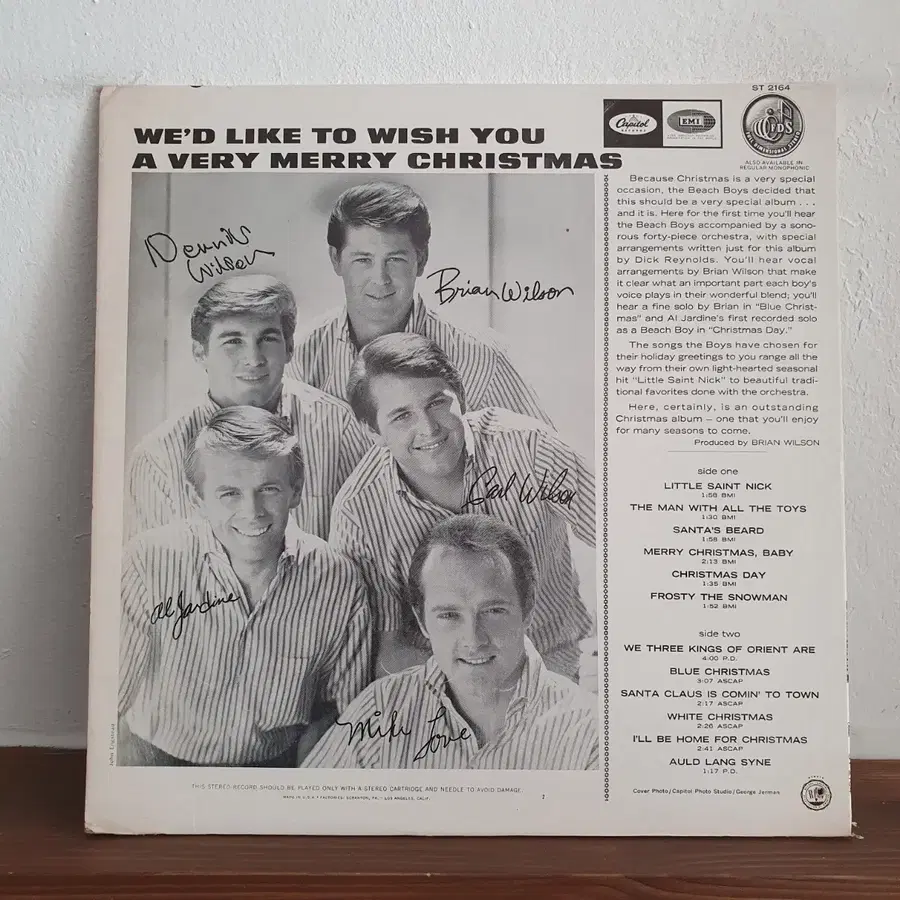 ST 2164
Capitol
RECORDS
EMI
FDS
ALSO AVAILABLE IN
REGULAR MONOPHONIC
WE'D LIKE TO WISH YOU
A VERY MERRY CHRISTMAS
Dennis
Wilson
Brian Wilson
Carl Wilson
Al Jardine
Mike Love
Because Christmas is a very special
occasion, the Beach Boys decided that
this should be a very special album . . .
and it is. Here for the first time you'll hear
the Beach Boys accompanied by a sono-
rous forty-piece orchestra, with special
arrangements written just for this album
by Dick Reynolds. You'll hear vocal
arrangements by Brian Wilson that make
it clear what an important part each boy's
voice plays in their wonderful blend; you'll
hear a fine solo by Brian in "Blue Christ-
mas" and Al Jardine's first recorded solo
as a Beach Boy in "Christmas Day."
The songs the Boys have chosen for
their holiday greetings to you range all the
way from their own light-hearted seasonal
hit "Little Saint Nick" to beautiful tradi-
tional favorites done with the orchestra.
Here, certainly, is an outstanding
Christmas album – one that you'll enjoy
for many seasons to come.
Produced by BRIAN WILSON
side one
LITTLE SAINT NICK
1:58 BMI
THE MAN WITH ALL THE TOYS
1:30 BMI
SANTA'S BEARD
1:58 BMI
MERRY CHRISTMAS, BABY
2:13 BMI
CHRISTMAS DAY
1:35 BMI
FROSTY THE SNOWMAN
1:52 BMI
side two
WE THREE KINGS OF ORIENT ARE
4:00 P.D.
BLUE CHRISTMAS
3:07 ASCAP
SANTA CLAUS IS COMIN' TO TOWN
2:17 ASCAP
WHITE CHRISTMAS
2:26 ASCAP
I'LL BE HOME FOR CHRISTMAS
2:41 ASCAP
AULD LANG SYNE
1:17 P.D.
Cover Photo/Capitol Photo Studio/George Jerman
THIS STEREO RECORD SHOULD BE PLAYED ONLY WITH A STEREO CARTRIDGE AND NEEDLE TO AVOID DAMAGE.
MADE IN U.S.A. • FACTORIES: SCRANTON, PA. • LOS ANGELES, CALIF.
2